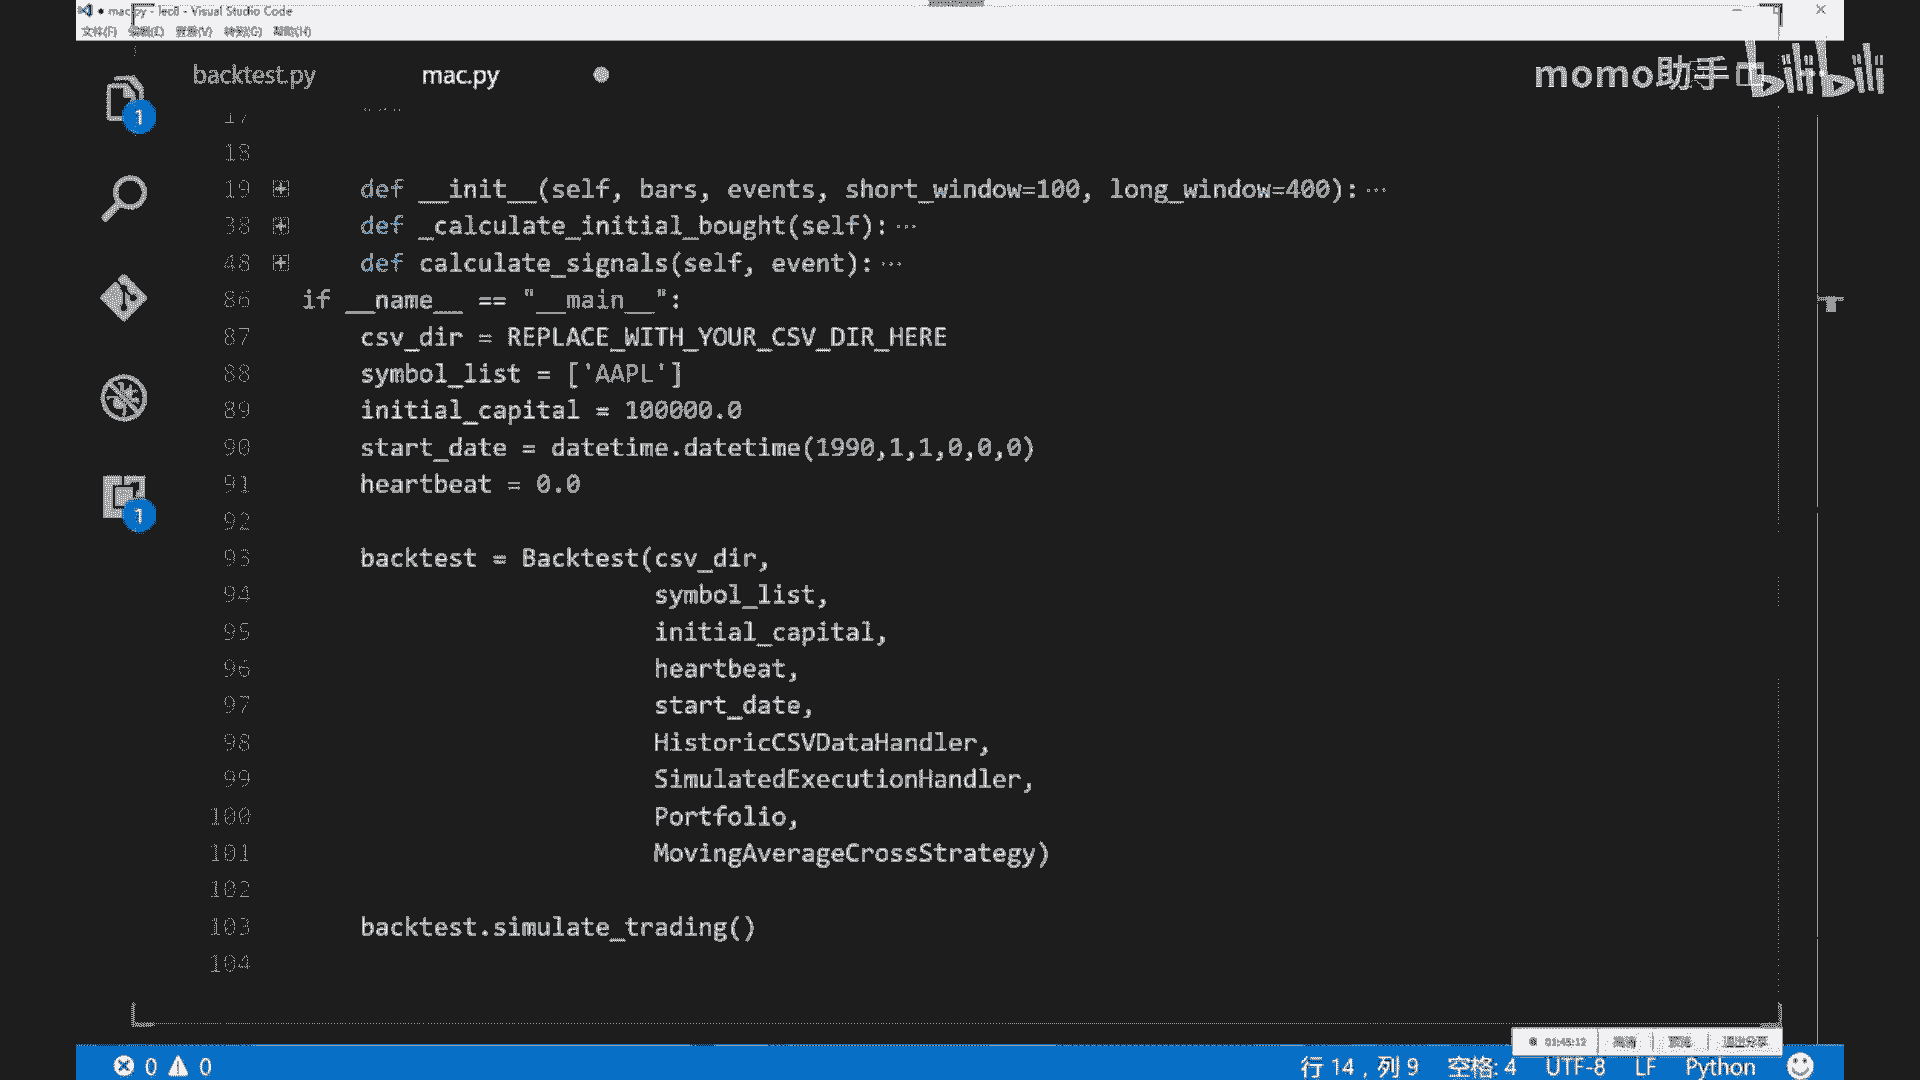 mac.py - lec8 - Visual Studio Code
文件(F) 编辑(E) 查看(V) 转到(G) 帮助(H)
backtest.py mac.py
momo助手 bilibili
1
17 """
18
19 def __init__(self, bars, events, short_window=100, long_window=400):…
38 def _calculate_initial_bought(self):…
48 def calculate_signals(self, event):…
86 if __name__ == "__main__":
87 csv_dir = REPLACE_WITH_YOUR_CSV_DIR_HERE
88 symbol_list = ['AAPL']
89 initial_capital = 100000.0
90 start_date = datetime.datetime(1990,1,1,0,0,0)
91 heartbeat = 0.0
1
92
93 backtest = Backtest(csv_dir,
94 symbol_list,
95 initial_capital,
96 heartbeat,
97 start_date,
98 HistoricCSVDataHandler,
99 SimulatedExecutionHandler,
100 Portfolio,
101 MovingAverageCrossStrategy)
102
103 backtest.simulate_trading()
104
01:45:12
0 0 行 14，列 9 空格: 4 UTF-8 LF Python